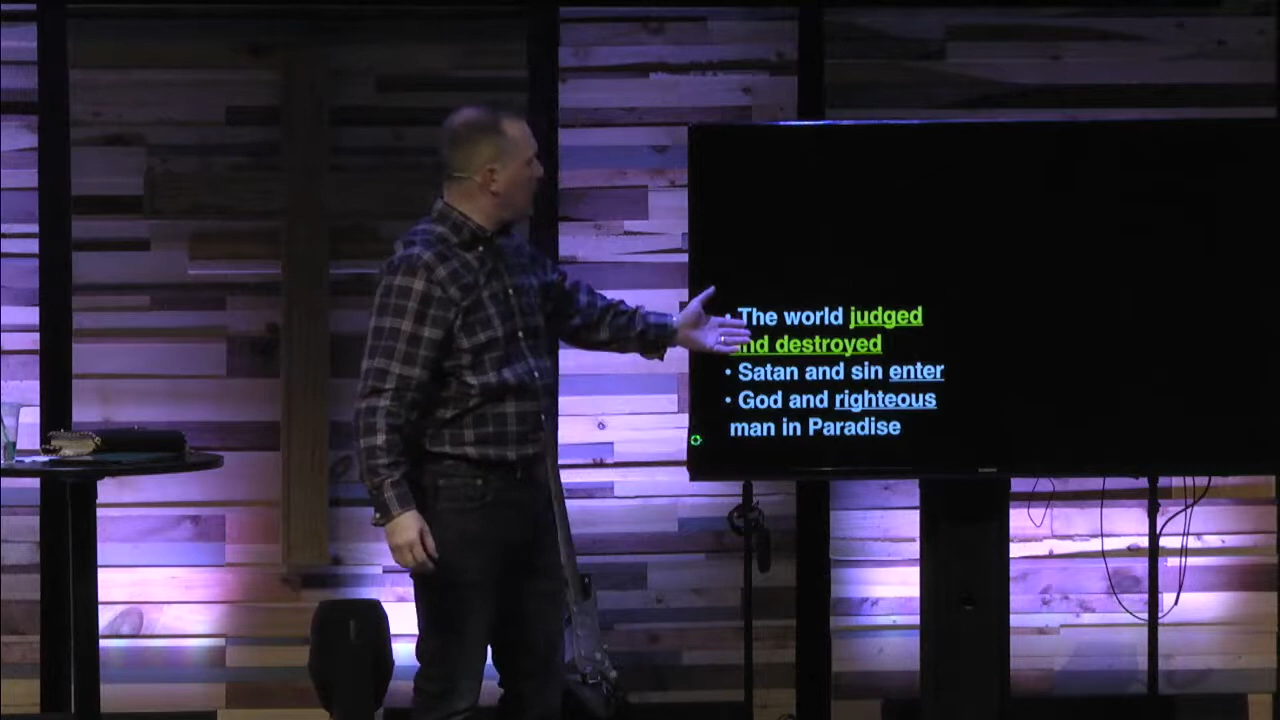 • The world judged
and destroyed
• Satan and sin enter
• God and righteous
man in Paradise